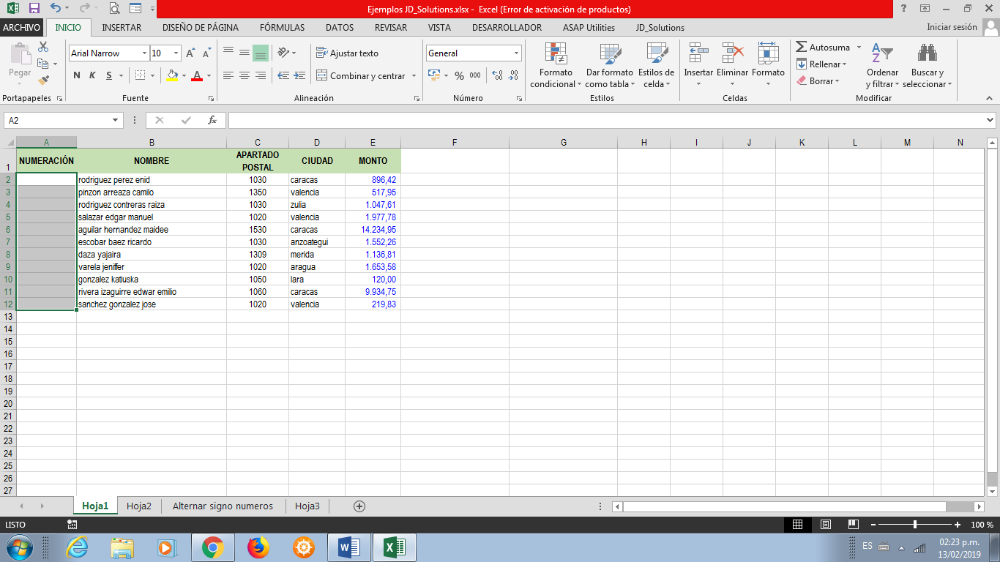 Ejemplos JD_Solutions.xlsx - Excel (Error de activación de productos)
ARCHIVO INICIO INSERTAR DISEÑO DE PÁGINA FÓRMULAS DATOS REVISAR VISTA DESARROLLADOR ASAP Utilities JD_Solutions Iniciar sesión
Pegar
Portapapeles
Arial Narrow 10
N K S
Fuente
Ajustar texto
Combinar y centrar
Alineación
General
% 000
Número
Formato condicional
Dar formato como tabla
Estilos de celda
Estilos
Insertar Eliminar Formato
Celdas
Autosuma
Rellenar
Borrar
Ordenar y filtrar
Buscar y seleccionar
Modificar
A2 fx
A B C D E F G H I J K L M N
1 NUMERACIÓN NOMBRE APARTADO POSTAL CIUDAD MONTO
2 rodriguez perez enid 1030 caracas 896,42
3 pinzon arreaza camilo 1350 valencia 517,95
4 rodriguez contreras raiza 1030 zulia 1.047,61
5 salazar edgar manuel 1020 valencia 1.977,78
6 aguilar hernandez maidee 1530 caracas 14.234,95
7 escobar baez ricardo 1030 anzoategui 1.552,26
8 daza yajaira 1309 merida 1.136,81
9 varela jeniffer 1020 aragua 1.653,58
10 gonzalez katiuska 1050 lara 120,00
11 rivera izaguirre edwar emilio 1060 caracas 9.934,75
12 sanchez gonzalez jose 1020 valencia 219,83
13
14
15
16
17
18
19
20
21
22
23
24
25
26
27
Hoja1 Hoja2 Alternar signo numeros Hoja3
LISTO 100 %
ES 02:23 p.m.
13/02/2019